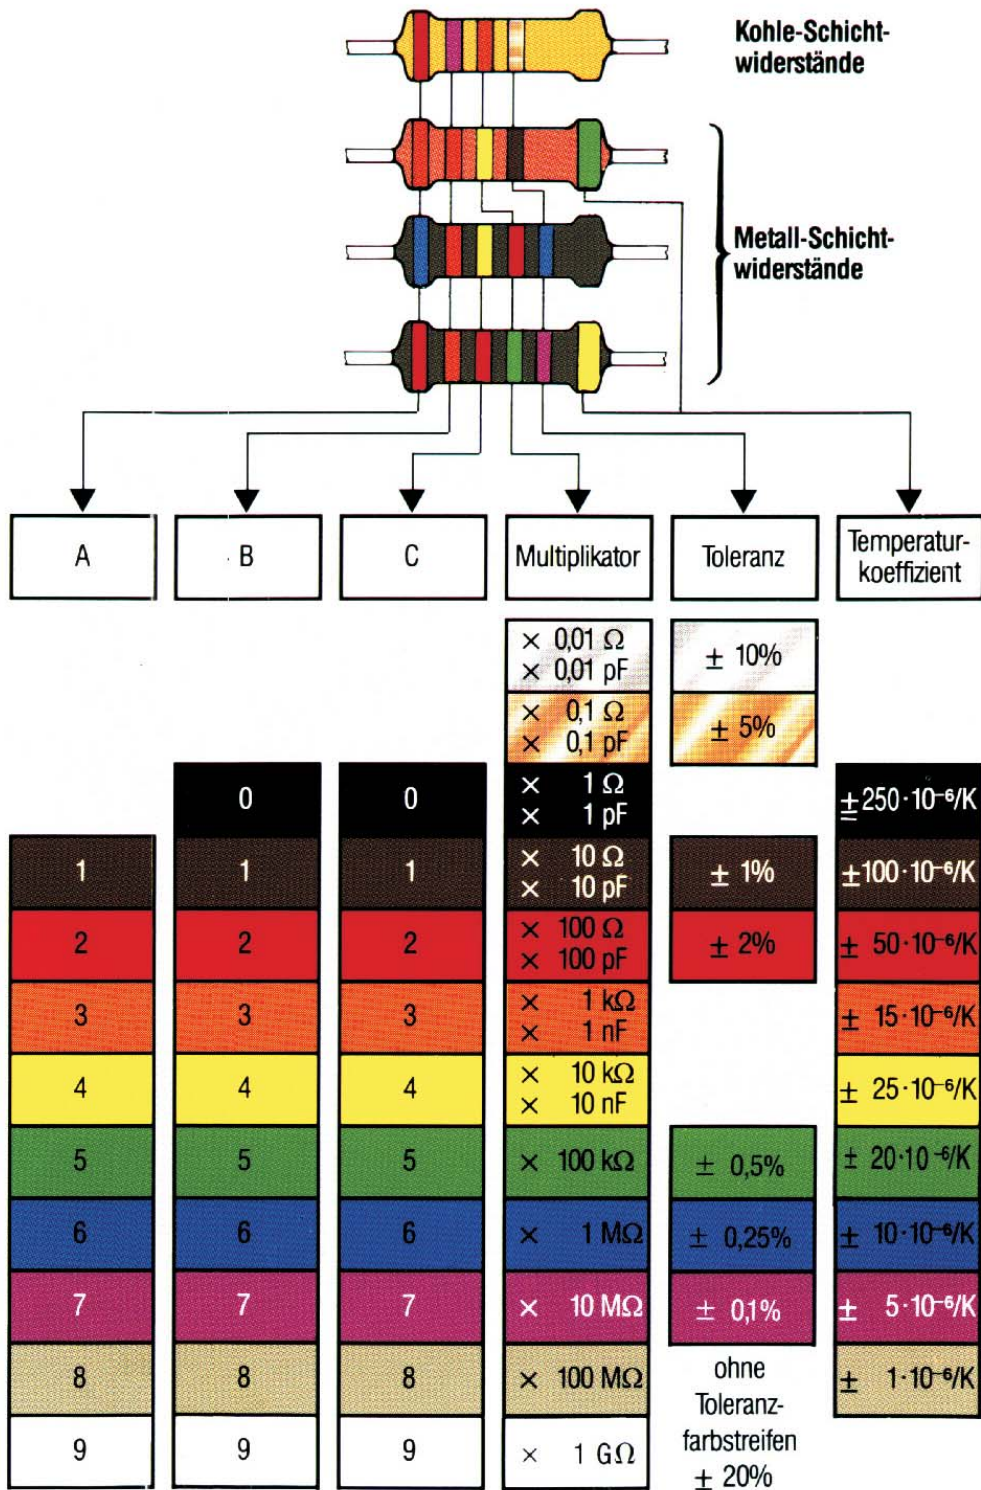 Kohle-Schicht-
widerstände
Metall-Schicht-
widerstände
A
B
C
Multiplikator
Toleranz
Temperatur-
koeffizient
× 0,01 Ω
× 0,01 pF
± 10%
× 0,1 Ω
× 0,1 pF
± 5%
0
0
× 1 Ω
× 1 pF
±250·10⁻⁶/K
1
1
1
× 10 Ω
× 10 pF
± 1%
±100·10⁻⁶/K
2
2
2
× 100 Ω
× 100 pF
± 2%
± 50·10⁻⁶/K
3
3
3
× 1 kΩ
× 1 nF
± 15·10⁻⁶/K
4
4
4
× 10 kΩ
× 10 nF
± 25·10⁻⁶/K
5
5
5
× 100 kΩ
± 0,5%
± 20·10⁻⁶/K
6
6
6
× 1 MΩ
± 0,25%
± 10·10⁻⁶/K
7
7
7
× 10 MΩ
± 0,1%
± 5·10⁻⁶/K
8
8
8
× 100 MΩ
± 1·10⁻⁶/K
9
9
9
× 1 GΩ
ohne
Toleranz-
farbstreifen
± 20%